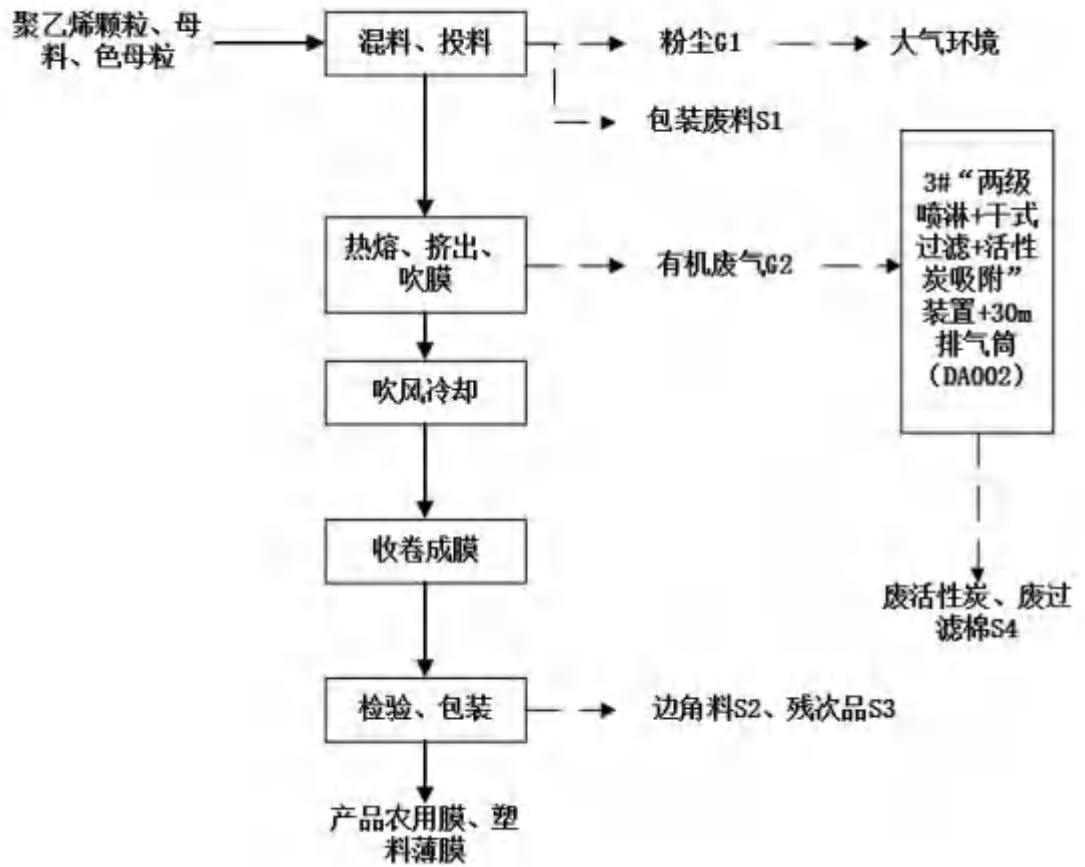 聚乙烯颗粒、母
料、色母粒
混料、投料
粉尘G1
大气环境
包装废料S1
3#“两级
喷淋+干式
过滤+活性
炭吸附”
装置+30m
排气筒
（DA002）
热熔、挤出、
吹膜
有机废气G2
吹风冷却
收卷成膜
废活性炭、废过
滤棉S4
检验、包装
边角料S2、残次品S3
产品农用膜、塑
料薄膜